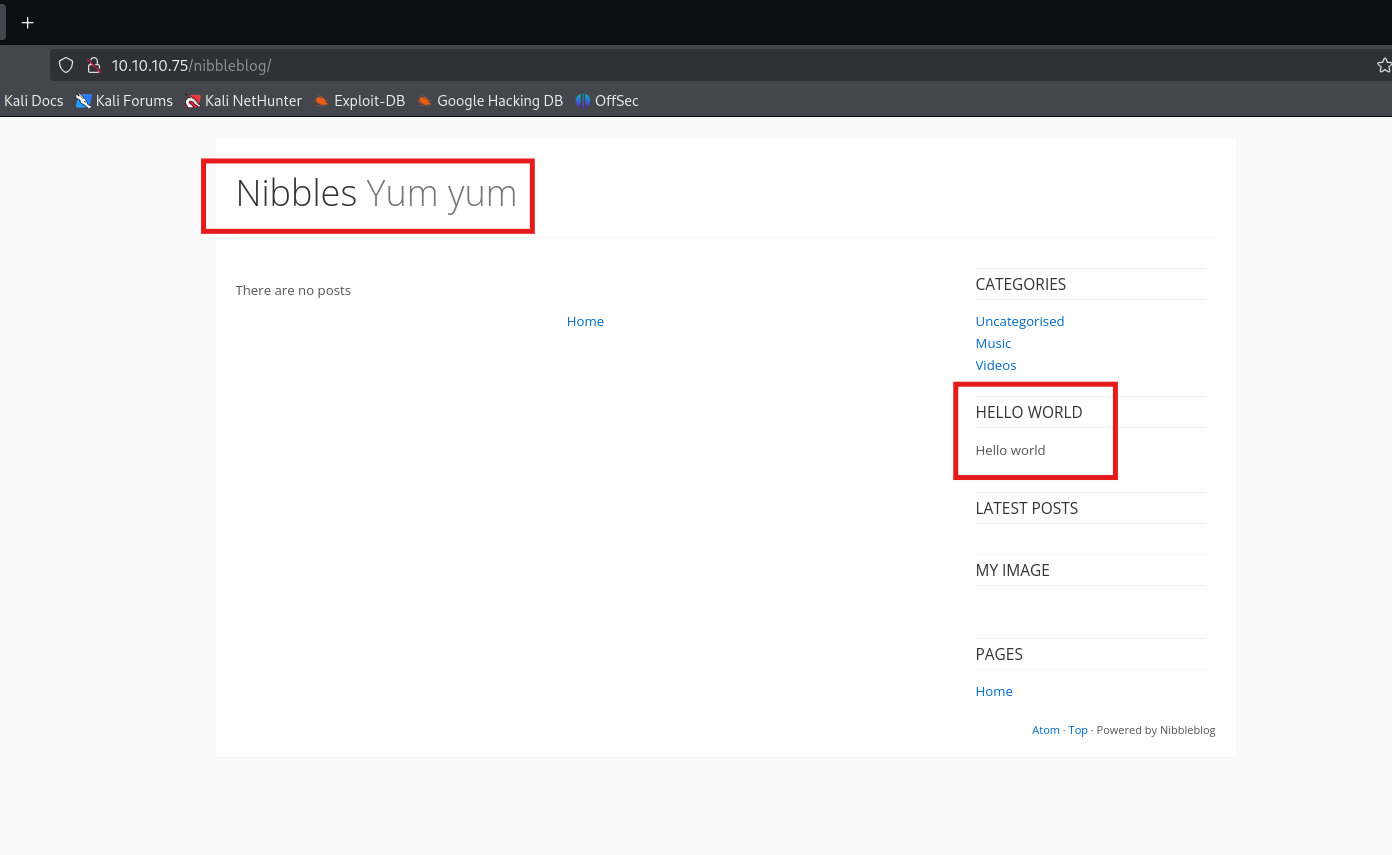 +
10.10.10.75/nibbleblog/
Kali Docs Kali Forums Kali NetHunter Exploit-DB Google Hacking DB OffSec
Nibbles Yum yum
There are no posts
Home
CATEGORIES
Uncategorised
Music
Videos
HELLO WORLD
Hello world
LATEST POSTS
MY IMAGE
PAGES
Home
Atom · Top · Powered by Nibbleblog